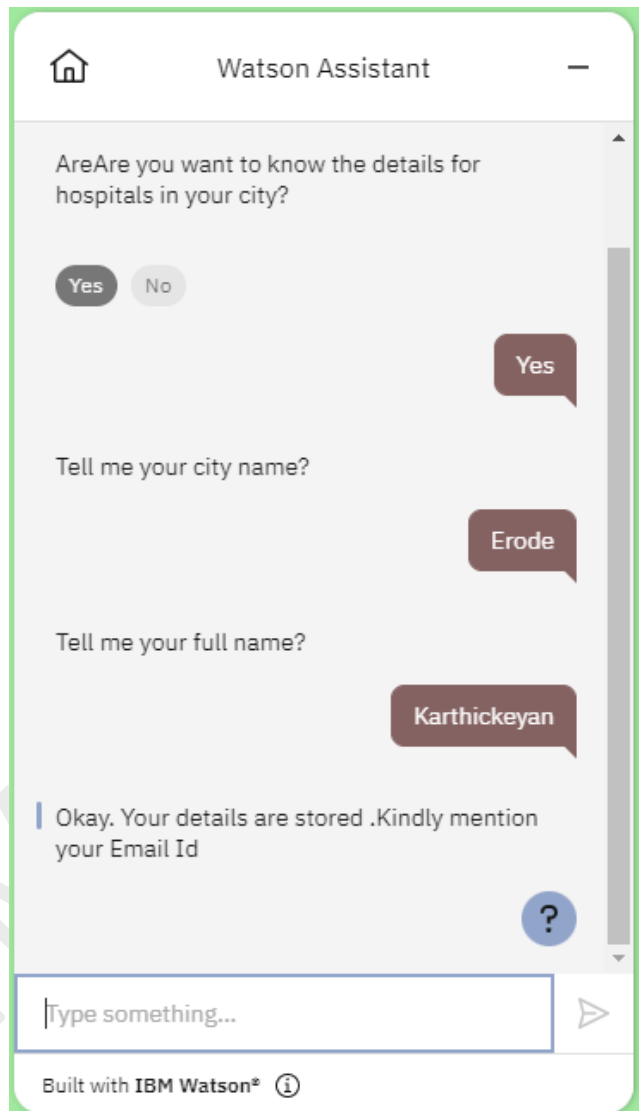 Watson Assistant
AreAre you want to know the details for
hospitals in your city?
Yes No
Yes
Tell me your city name?
Erode
Tell me your full name?
Karthickeyan
Okay. Your details are stored .Kindly mention
your Email Id
?
Type something...
Built with IBM Watson®